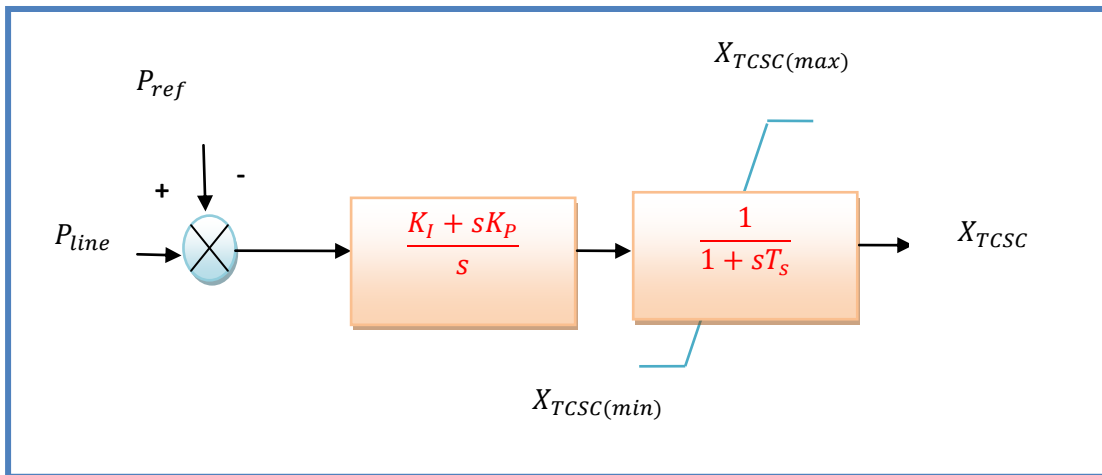 X_TCSC(max)
P_ref
+ -
P_line
K_I + sK_P
s
1
1 + sT_s
X_TCSC
X_TCSC(min)